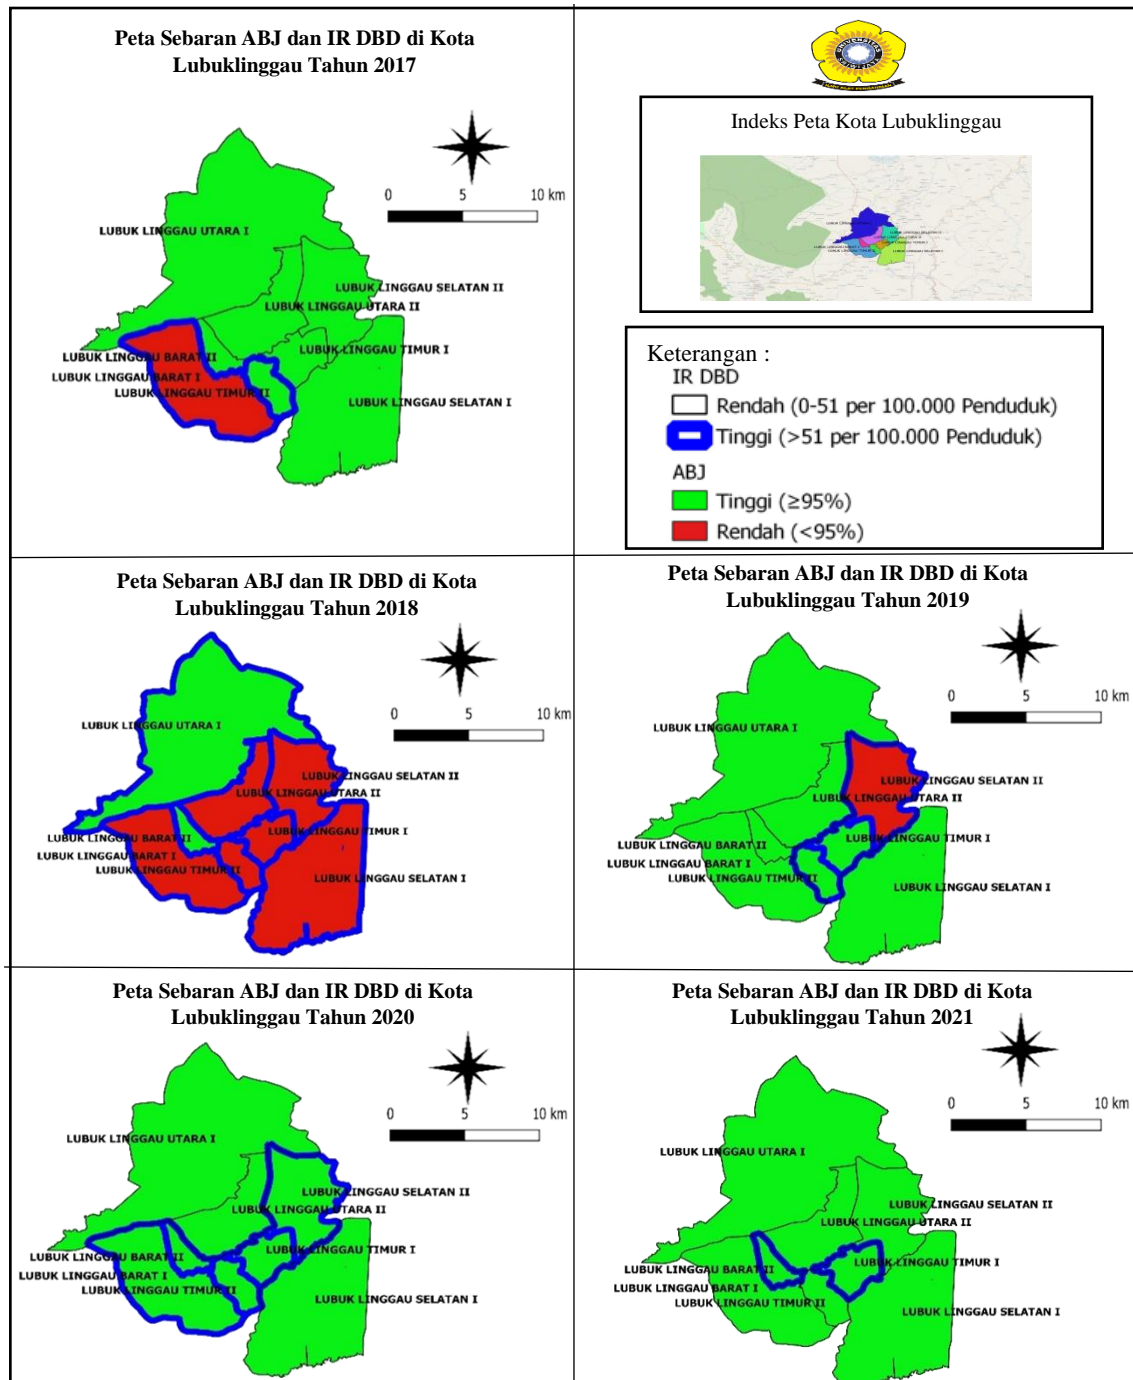 Peta Sebaran ABJ dan IR DBD di Kota
Lubuklinggau Tahun 2017
0 5 10 km
LUBUK LINGGAU UTARA I
LUBUK LINGGAU SELATAN II
LUBUK LINGGAU UTARA II
LUBUK LINGGAU TIMUR I
LUBUK LINGGAU BARAT II
LUBUK LINGGAU BARAT I
LUBUK LINGGAU TIMUR II
LUBUK LINGGAU SELATAN I
Indeks Peta Kota Lubuklinggau
Keterangan :
IR DBD
Rendah (0-51 per 100.000 Penduduk)
Tinggi (>51 per 100.000 Penduduk)
ABJ
Tinggi (≥95%)
Rendah (<95%)
Peta Sebaran ABJ dan IR DBD di Kota
Lubuklinggau Tahun 2018
0 5 10 km
LUBUK LINGGAU UTARA I
LUBUK LINGGAU SELATAN II
LUBUK LINGGAU UTARA II
LUBUK LINGGAU TIMUR I
LUBUK LINGGAU BARAT II
LUBUK LINGGAU BARAT I
LUBUK LINGGAU TIMUR II
LUBUK LINGGAU SELATAN I
Peta Sebaran ABJ dan IR DBD di Kota
Lubuklinggau Tahun 2019
0 5 10 km
LUBUK LINGGAU UTARA I
LUBUK LINGGAU SELATAN II
LUBUK LINGGAU UTARA II
LUBUK LINGGAU TIMUR I
LUBUK LINGGAU BARAT II
LUBUK LINGGAU BARAT I
LUBUK LINGGAU TIMUR II
LUBUK LINGGAU SELATAN I
Peta Sebaran ABJ dan IR DBD di Kota
Lubuklinggau Tahun 2020
0 5 10 km
LUBUK LINGGAU UTARA I
LUBUK LINGGAU SELATAN II
LUBUK LINGGAU UTARA II
LUBUK LINGGAU TIMUR I
LUBUK LINGGAU BARAT II
LUBUK LINGGAU BARAT I
LUBUK LINGGAU TIMUR II
LUBUK LINGGAU SELATAN I
Peta Sebaran ABJ dan IR DBD di Kota
Lubuklinggau Tahun 2021
0 5 10 km
LUBUK LINGGAU UTARA I
LUBUK LINGGAU SELATAN II
LUBUK LINGGAU UTARA II
LUBUK LINGGAU TIMUR I
LUBUK LINGGAU BARAT II
LUBUK LINGGAU BARAT I
LUBUK LINGGAU TIMUR II
LUBUK LINGGAU SELATAN I